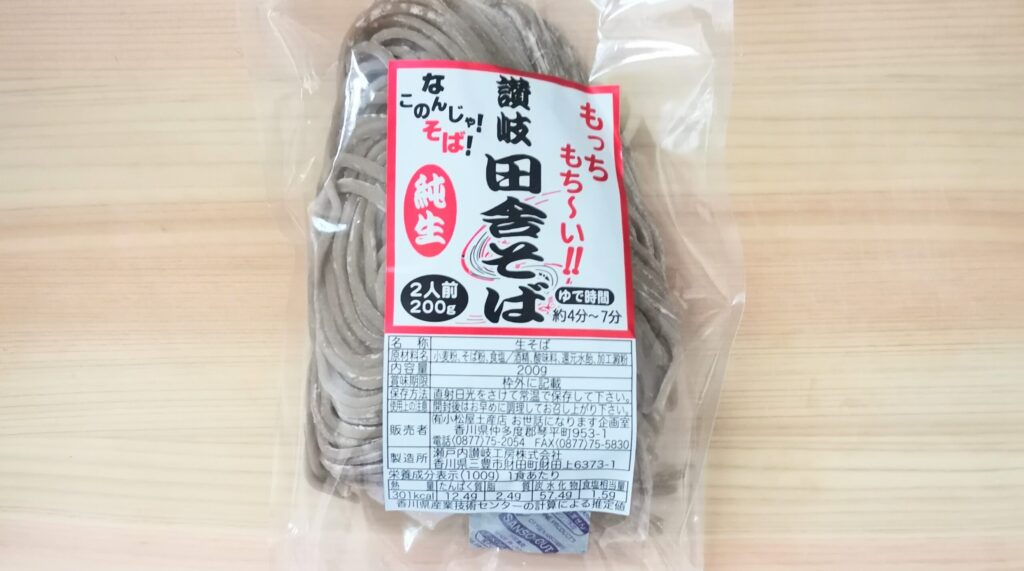 なんじゃ!
このそば!
讃岐
田舎そば
もっち
もち〜い!!
純生
2人前
200g
ゆで時間
約4分〜7分
名称 生そば
原材料名 小麦粉、そば粉、食塩/酒精、酸味料、還元水飴、加工澱粉
内容量 200g
賞味期限 枠外に記載
保存方法 直射日光をさけて常温で保存して下さい。
使用上の注意 開封後はお早めに調理してお召し上がり下さい。
販売者 有小松屋土産店 お世話になります企画室
香川県仲多度郡琴平町953-1
電話(0877)75-2054 FAX(0877)75-5830
製造所 瀬戸内讃岐工房株式会社
香川県三豊市財田町財田上6373-1
栄養成分表示(100g)1食あたり
熱量 たんぱく質 脂質 炭水化物 食塩相当量
301kcal 12.4g 2.4g 57.4g 1.5g
香川県産業技術センターの計算による推定値